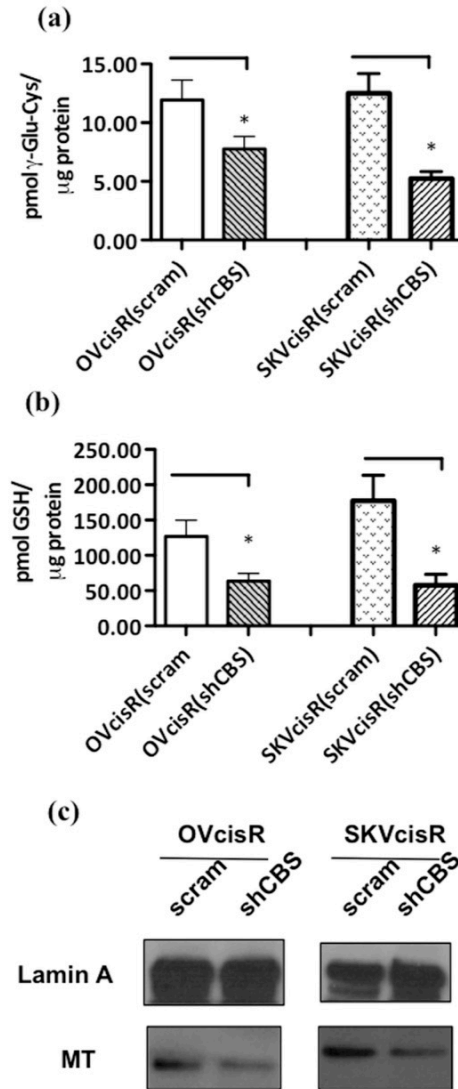 (a)
pmol γ-Glu-Cys/
µg protein
15.00
10.00
5.00
0.00
*
*
OVcisR(scram)
OVcisR(shCBS)
SKVcisR(scram)
SKVcisR(shCBS)
(b)
pmol GSH/
µg protein
250.00
200.00
150.00
100.00
50.00
0.00
*
*
OVcisR(scram
OVcisR(shCBS)
SKVcisR(scram)
SKVcisR(shCBS)
(c)
OVcisR SKVcisR
scram shCBS scram shCBS
Lamin A
MT